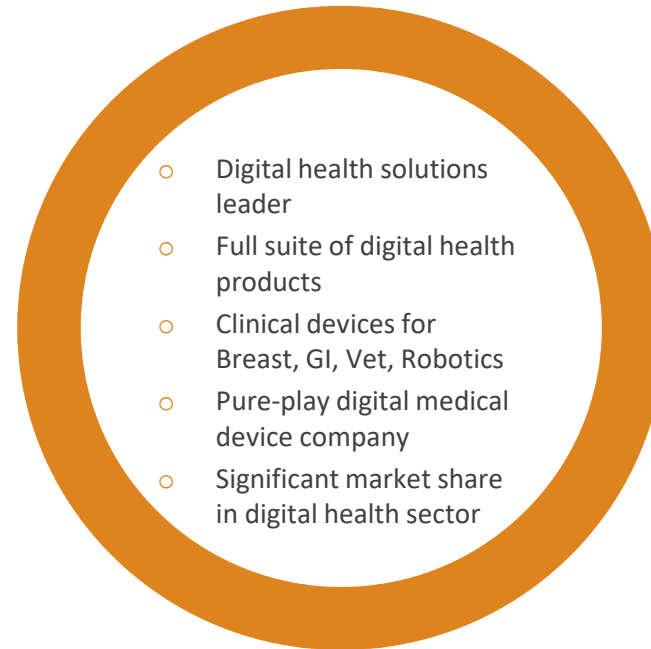 ○ Digital health solutions
leader
○ Full suite of digital health
products
○ Clinical devices for
Breast, GI, Vet, Robotics
○ Pure-play digital medical
device company
○ Significant market share
in digital health sector